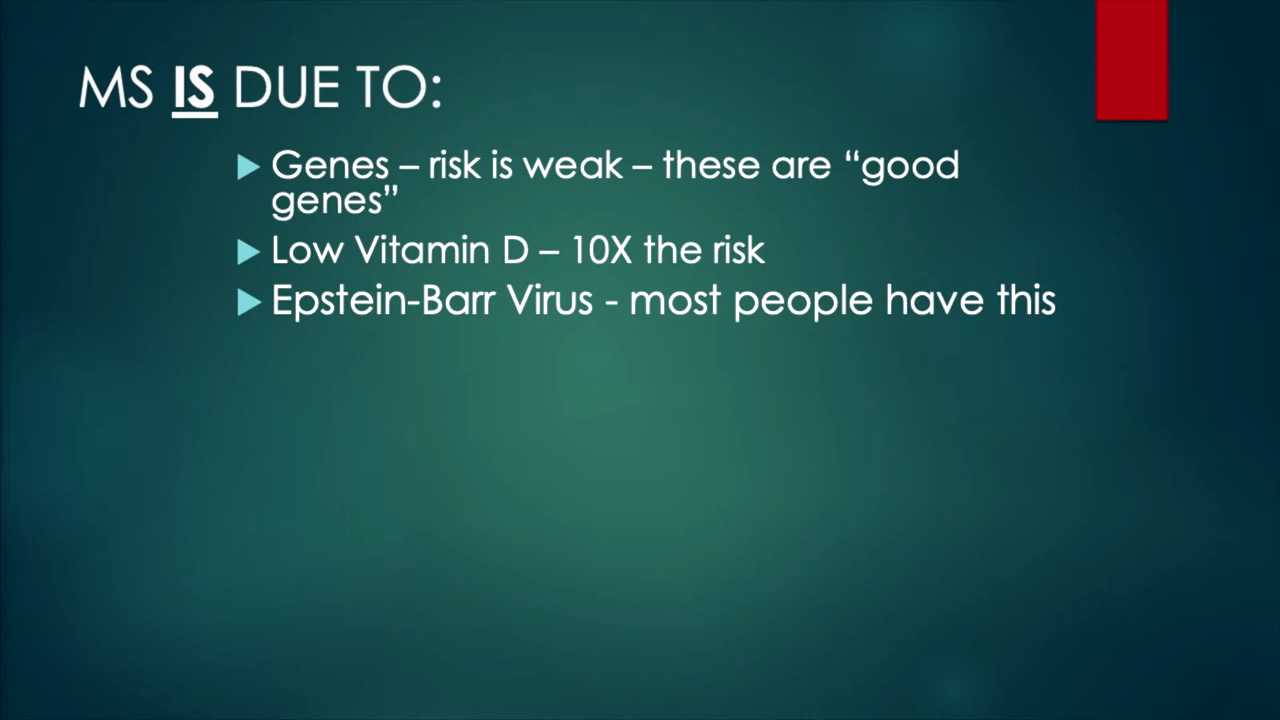 MS IS DUE TO:
Genes – risk is weak – these are “good
genes”
Low Vitamin D – 10X the risk
Epstein-Barr Virus - most people have this